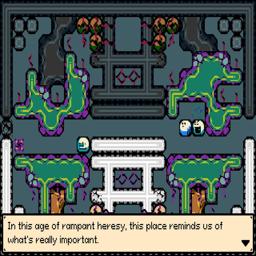 In this age of rampant heresy, this place reminds us of
what's really important.